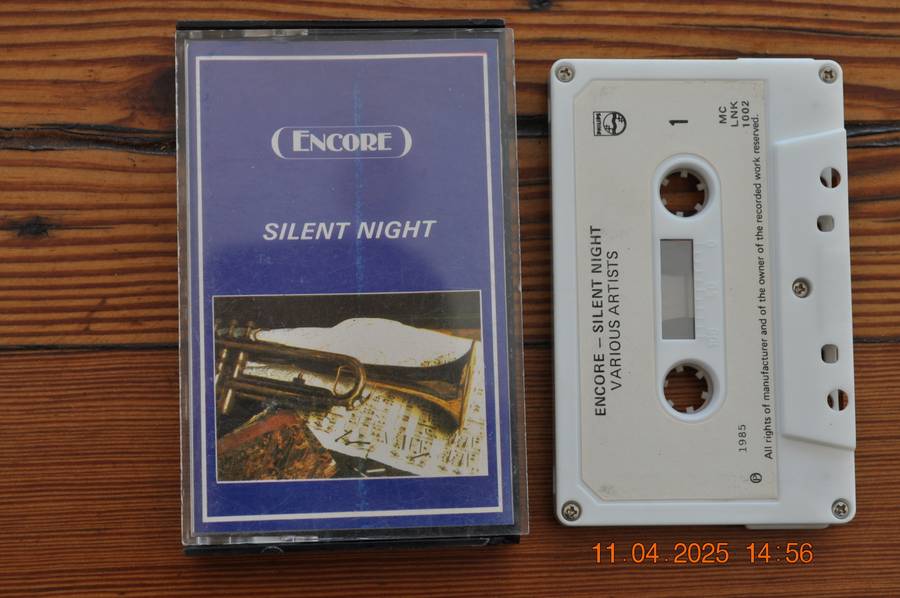 ENCORE
SILENT NIGHT
PHILIPS
1
MC
LNK
1002
ENCORE – SILENT NIGHT
VARIOUS ARTISTS
1985
℗
All rights of manufacturer and of the owner of the recorded work reserved.
11.04.2025 14:56